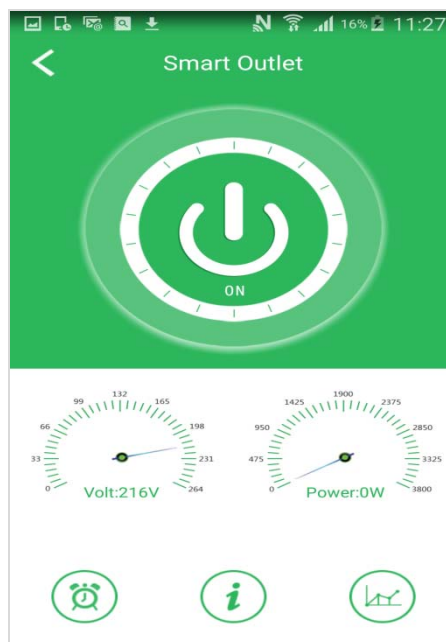 16% 11:27
Smart Outlet
ON
132
99 165
66 198
33 231
0 264
Volt:216V
1900
1425 2375
950 2850
475 3325
0 3800
Power:0W